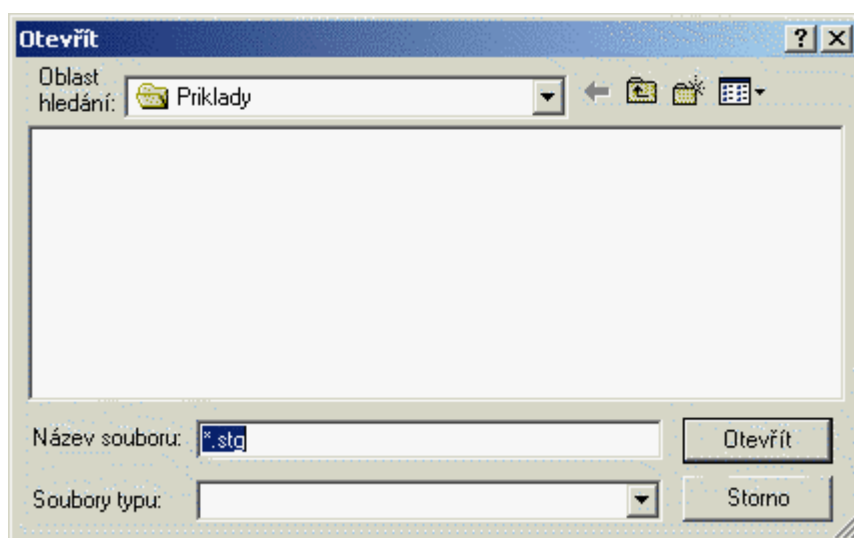 Otevřít
Oblast
hledání:
Priklady
Název souboru:
*.stg
Otevřít
Soubory typu:
Storno